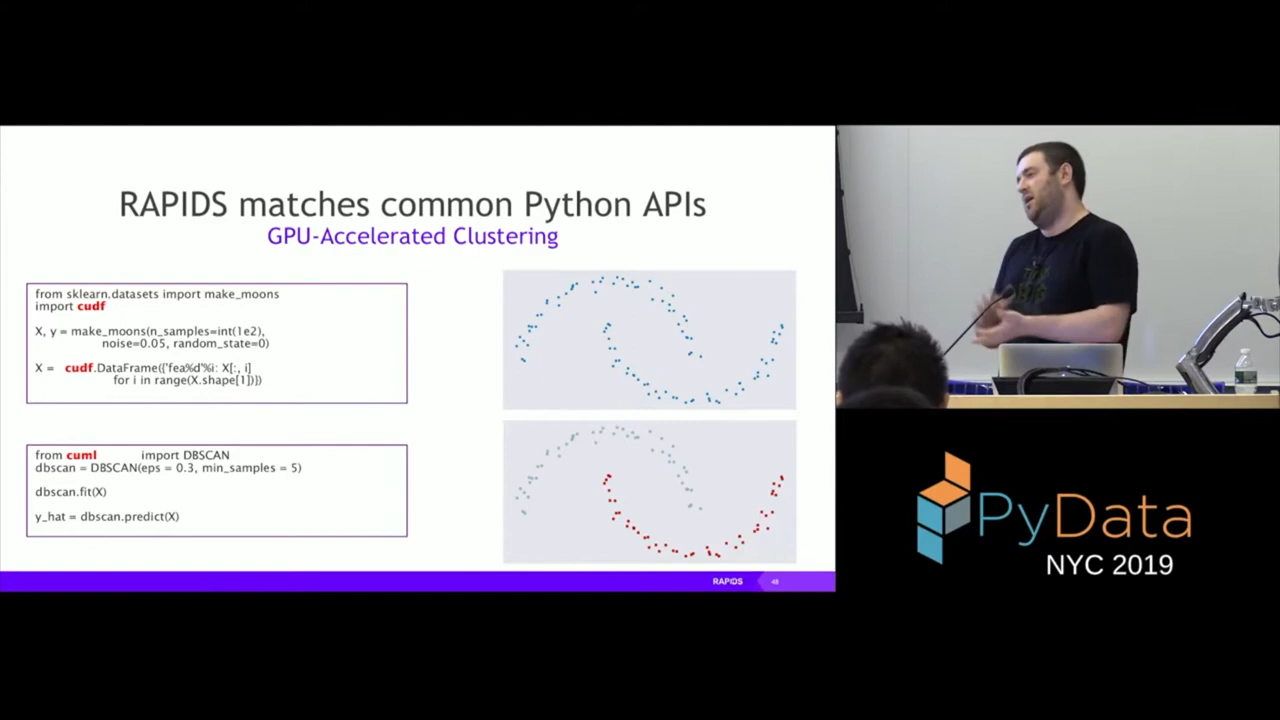 RAPIDS matches common Python APIs
GPU-Accelerated Clustering
from sklearn.datasets import make_moons
import cudf
X, y = make_moons(n_samples=int(1e2),
noise=0.05, random_state=0)
X = cudf.DataFrame({'fea%d'%i: X[:, i]
for i in range(X.shape[1])})
from cuml import DBSCAN
dbscan = DBSCAN(eps = 0.3, min_samples = 5)
dbscan.fit(X)
y_hat = dbscan.predict(X)
RAPIDS 48
PyData
NYC 2019